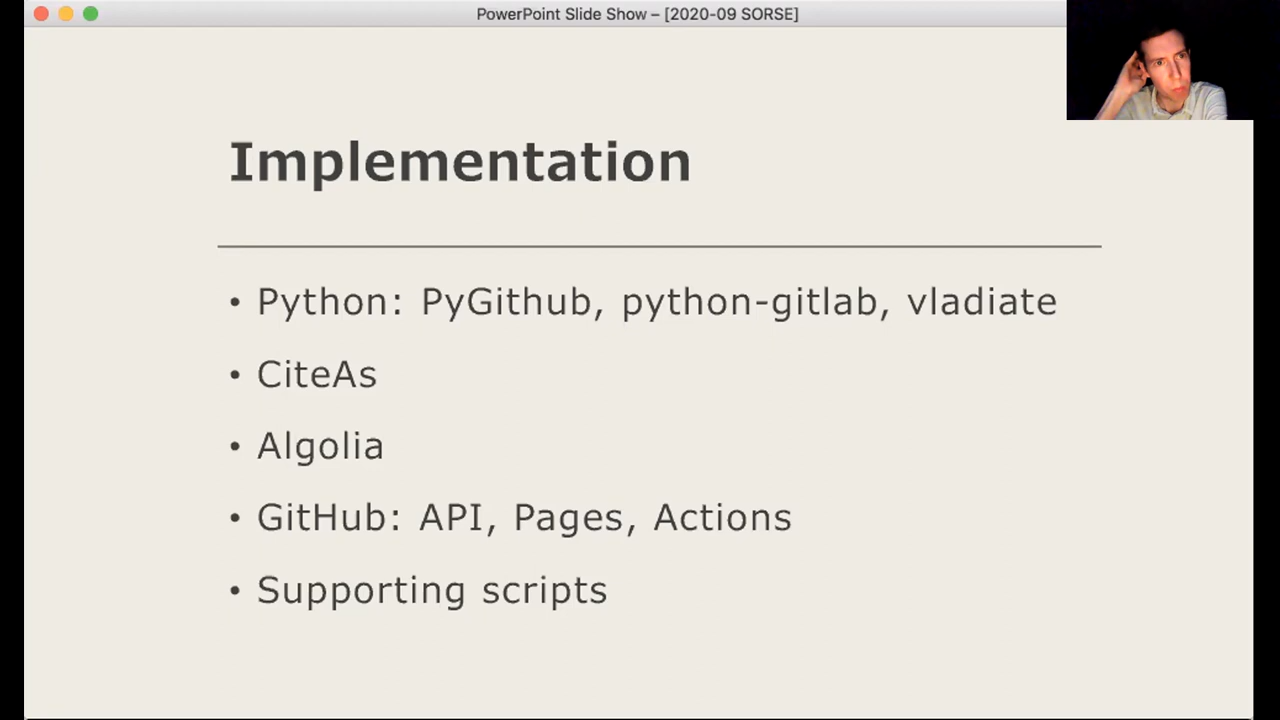 PowerPoint Slide Show – [2020-09 SORSE]
Implementation
• Python: PyGithub, python-gitlab, vladiate
• CiteAs
• Algolia
• GitHub: API, Pages, Actions
• Supporting scripts